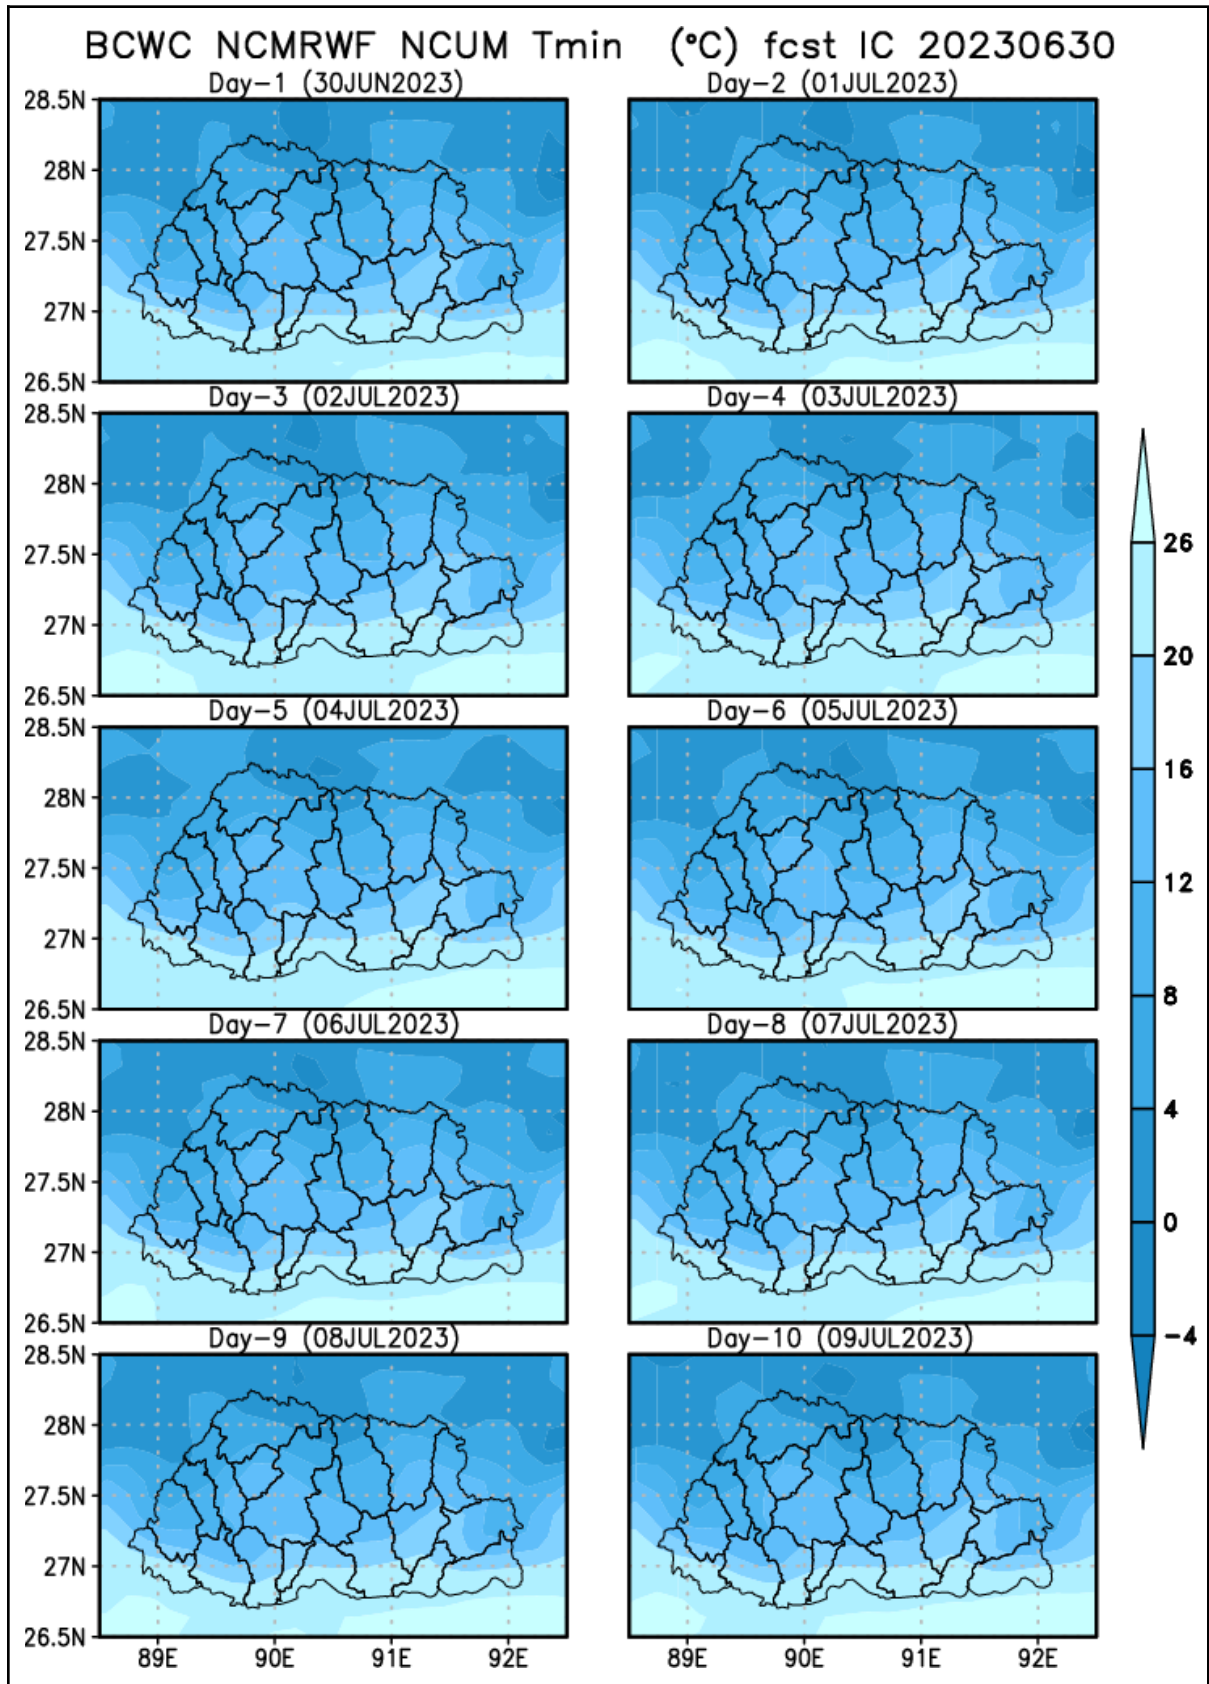 BCWC NCMRWF NCUM Tmin (°C) fcst IC 20230630
Day-1 (30JUN2023)
Day-2 (01JUL2023)
28.5N
28N
27.5N
27N
26.5N
Day-3 (02JUL2023)
Day-4 (03JUL2023)
28.5N
28N
27.5N
27N
26.5N
Day-5 (04JUL2023)
Day-6 (05JUL2023)
28.5N
28N
27.5N
27N
26.5N
Day-7 (06JUL2023)
Day-8 (07JUL2023)
28.5N
28N
27.5N
27N
26.5N
Day-9 (08JUL2023)
Day-10 (09JUL2023)
28.5N
28N
27.5N
27N
26.5N
89E 90E 91E 92E
89E 90E 91E 92E
26
20
16
12
8
4
0
-4